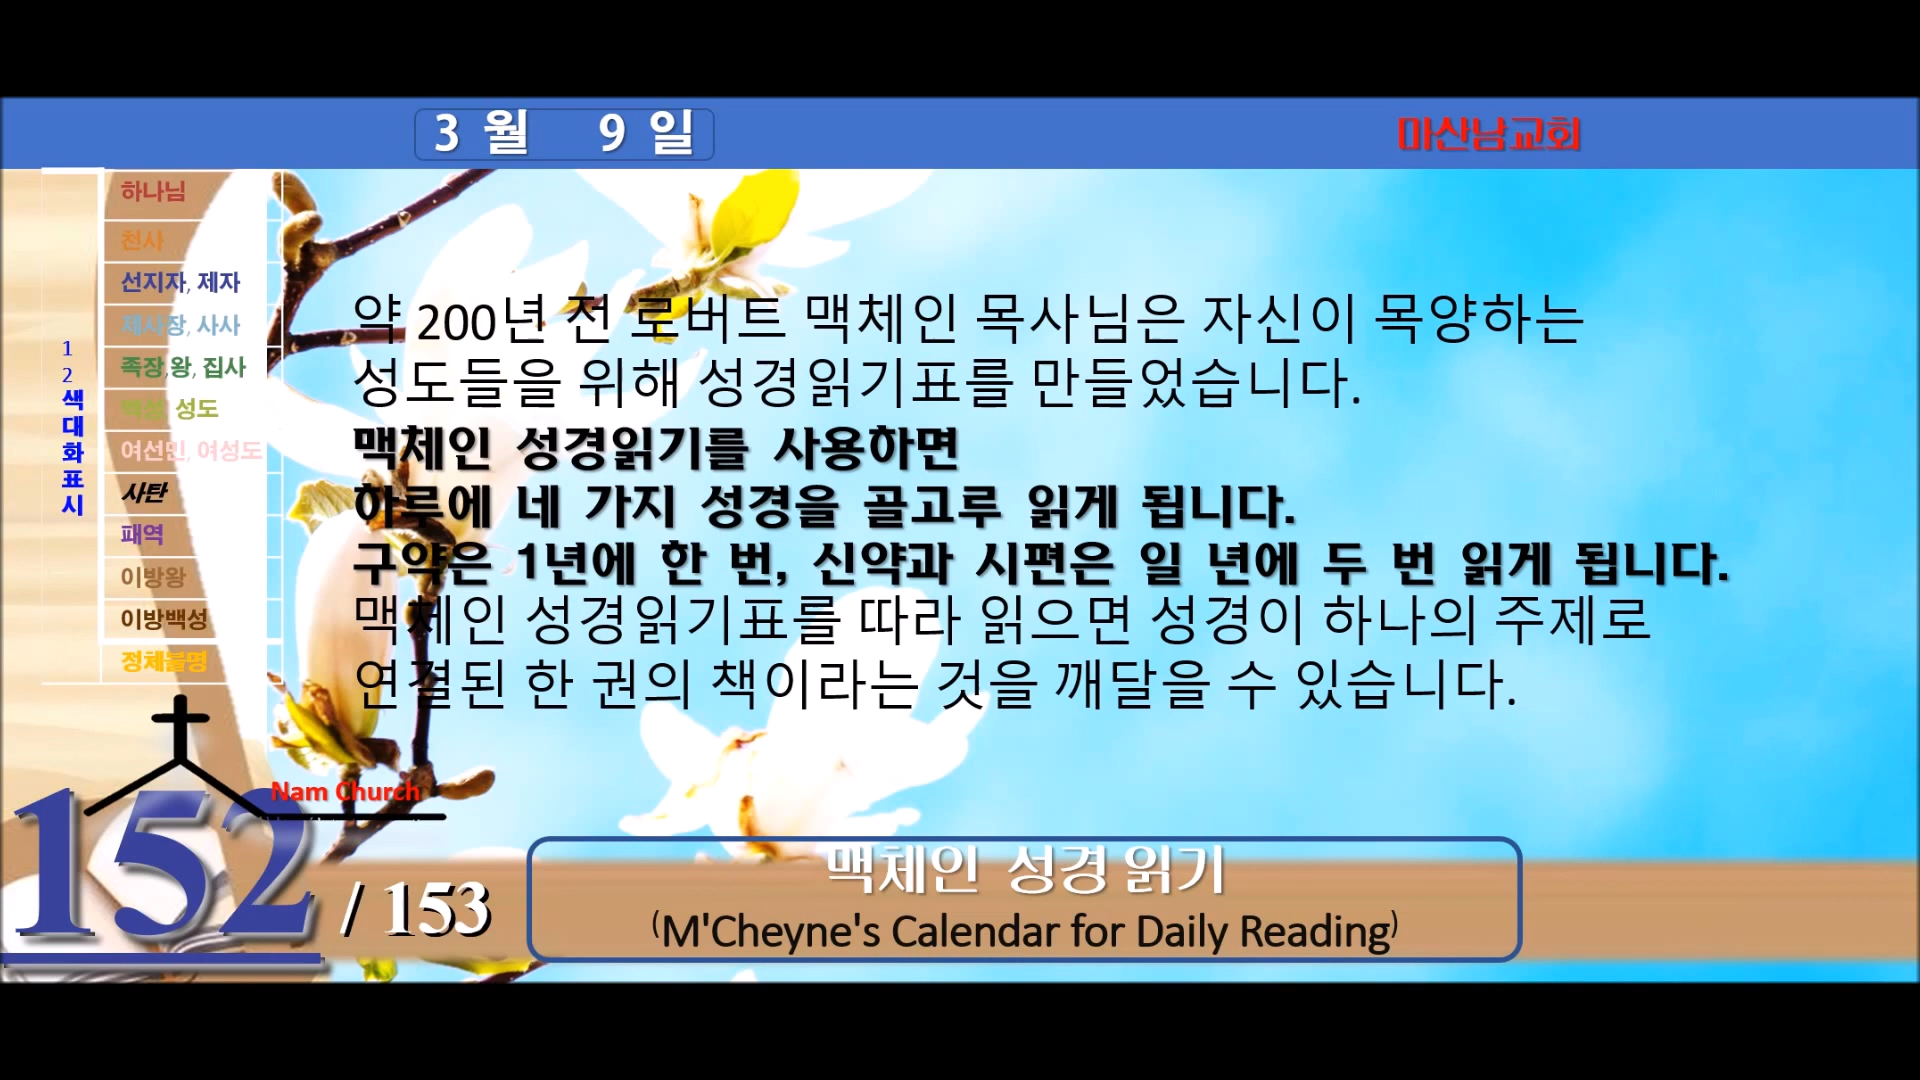 3 월 9 일
마산남교회
12색대화표시
하나님
천사
선지자, 제자
제사장, 사사
족장,왕, 집사
백성, 성도
여선민, 여성도
사탄
패역
이방왕
이방백성
정체불명
약 200년 전 로버트 맥체인 목사님은 자신이 목양하는
성도들을 위해 성경읽기표를 만들었습니다.
맥체인 성경읽기를 사용하면
하루에 네 가지 성경을 골고루 읽게 됩니다.
구약은 1년에 한 번, 신약과 시편은 일 년에 두 번 읽게 됩니다.
맥체인 성경읽기표를 따라 읽으면 성경이 하나의 주제로
연결된 한 권의 책이라는 것을 깨달을 수 있습니다.
Nam Church
152 / 153
맥체인 성경 읽기
(M'Cheyne's Calendar for Daily Reading)